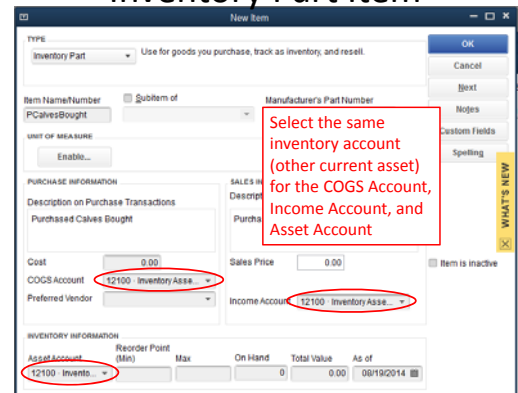 Inventory Part Item
New Item
TYPE
Inventory Part
Use for goods you purchase, track as inventory, and resell.
OK
Cancel
Next
Notes
Custom Fields
Spelling
Item Name/Number
Subitem of
Manufacturer's Part Number
PCalvesBought
UNIT OF MEASURE
Enable...
Select the same
inventory account
(other current asset)
for the COGS Account,
Income Account, and
Asset Account
WHAT'S NEW
PURCHASE INFORMATION
SALES IN
Description on Purchase Transactions
Descript
Purchased Calves Bought
Purcha
Cost
0.00
Sales Price
0.00
Item is inactive
COGS Account
12100 · Inventory Asse...
Preferred Vendor
Income Account
12100 · Inventory Asse...
INVENTORY INFORMATION
Asset Account
Reorder Point
(Min)
Max
On Hand
Total Value
As of
12100 · Invento...
0
0.00
08/19/2014